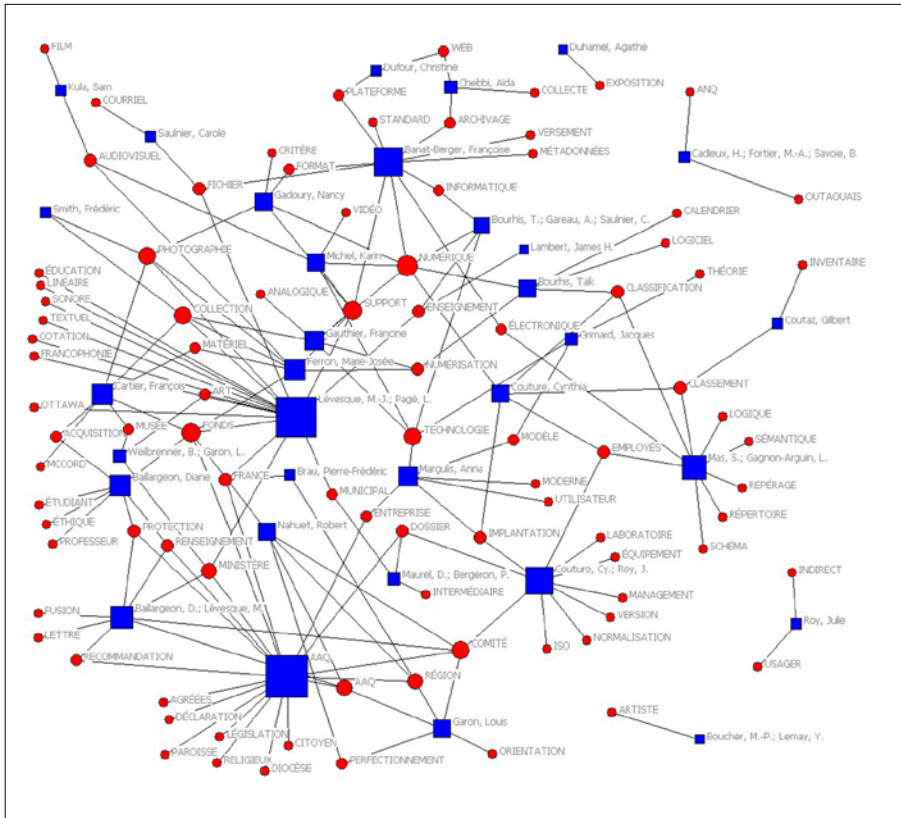 FILM
WEB
Duhamel, Agathe
Dufour, Christine
Kula, Sam
Chebbi, Aïda
PLATEFORME
COLLECTE
EXPOSITION
ANQ
COURRIEL
STANDARD
ARCHIVAGE
Saulnier, Carole
VERSEMENT
Banat-Berger, Françoise
MÉTADONNÉES
CRITÈRE
AUDIOVISUEL
FORMAT
Cadieux, H.; Fortier, M.-A.; Savoie, B.
FICHIER
INFORMATIQUE
Gadoury, Nancy
OUTAOUAIS
Smith, Frédéric
VIDÉO
CALENDRIER
Bourhis, T.; Gareau, A.; Saulnier, C.
LOGICIEL
Lambert, James H.
PHOTOGRAPHIE
Michel, Karin
NUMÉRIQUE
INVENTAIRE
ÉDUCATION
THÉORIE
LINÉAIRE
Bourhis, Talk
ANALOGIQUE
CLASSIFICATION
SONORE
COLLECTION
SUPPORT
ENSEIGNEMENT
TEXTUEL
Coutaz, Gilbert
ÉLECTRONIQUE
COTATION
Gauthier, Francine
Grimard, Jacques
MATÉRIEL
FRANCOPHONIE
Ferron, Marie-Josée
NUMÉRISATION
Cartier, François
ART
Couture, Cynthia
CLASSEMENT
OTTAWA
Lévesque, M.-J.; Pagé, L.
LOGIQUE
MUSÉE
ACQUISITION
FONDS
TECHNOLOGIE
MODÈLE
SÉMANTIQUE
EMPLOYÉS
Weilbrenner, B.; Garon, L.
MCCORD
Mas, S.; Gagnon-Arguin, L.
FRANCE
Brau, Pierre-Frédéric
Margulis, Anna
Baillargeon, Diane
MODERNE
REPÉRAGE
MUNICIPAL
UTILISATEUR
ÉTUDIANT
ENTREPRISE
RÉPERTOIRE
ÉTHIQUE
PROTECTION
Nahuet, Robert
DOSSIER
IMPLANTATION
LABORATOIRE
PROFESSEUR
RENSEIGNEMENT
SCHÉMA
ÉQUIPEMENT
MINISTÈRE
INDIRECT
Maurel, D.; Bergeron, P.
Couture, Cy.; Roy, J.
INTERMÉDIAIRE
MANAGEMENT
FUSION
Baillargeon, D.; Lévesque, M.
VERSION
Roy, Julie
LETTRE
NORMALISATION
COMITÉ
ISO
RECOMMANDATION
USAGER
AAQ
RÉGION
AAQ
AGRÉÉES
ARTISTE
DÉCLARATION
Garon, Louis
LÉGISLATION
Boucher, M.-P.; Lemay, Y.
CITOYEN
PAROISSE
ORIENTATION
RELIGIEUX
PERFECTIONNEMENT
DIOCÈSE